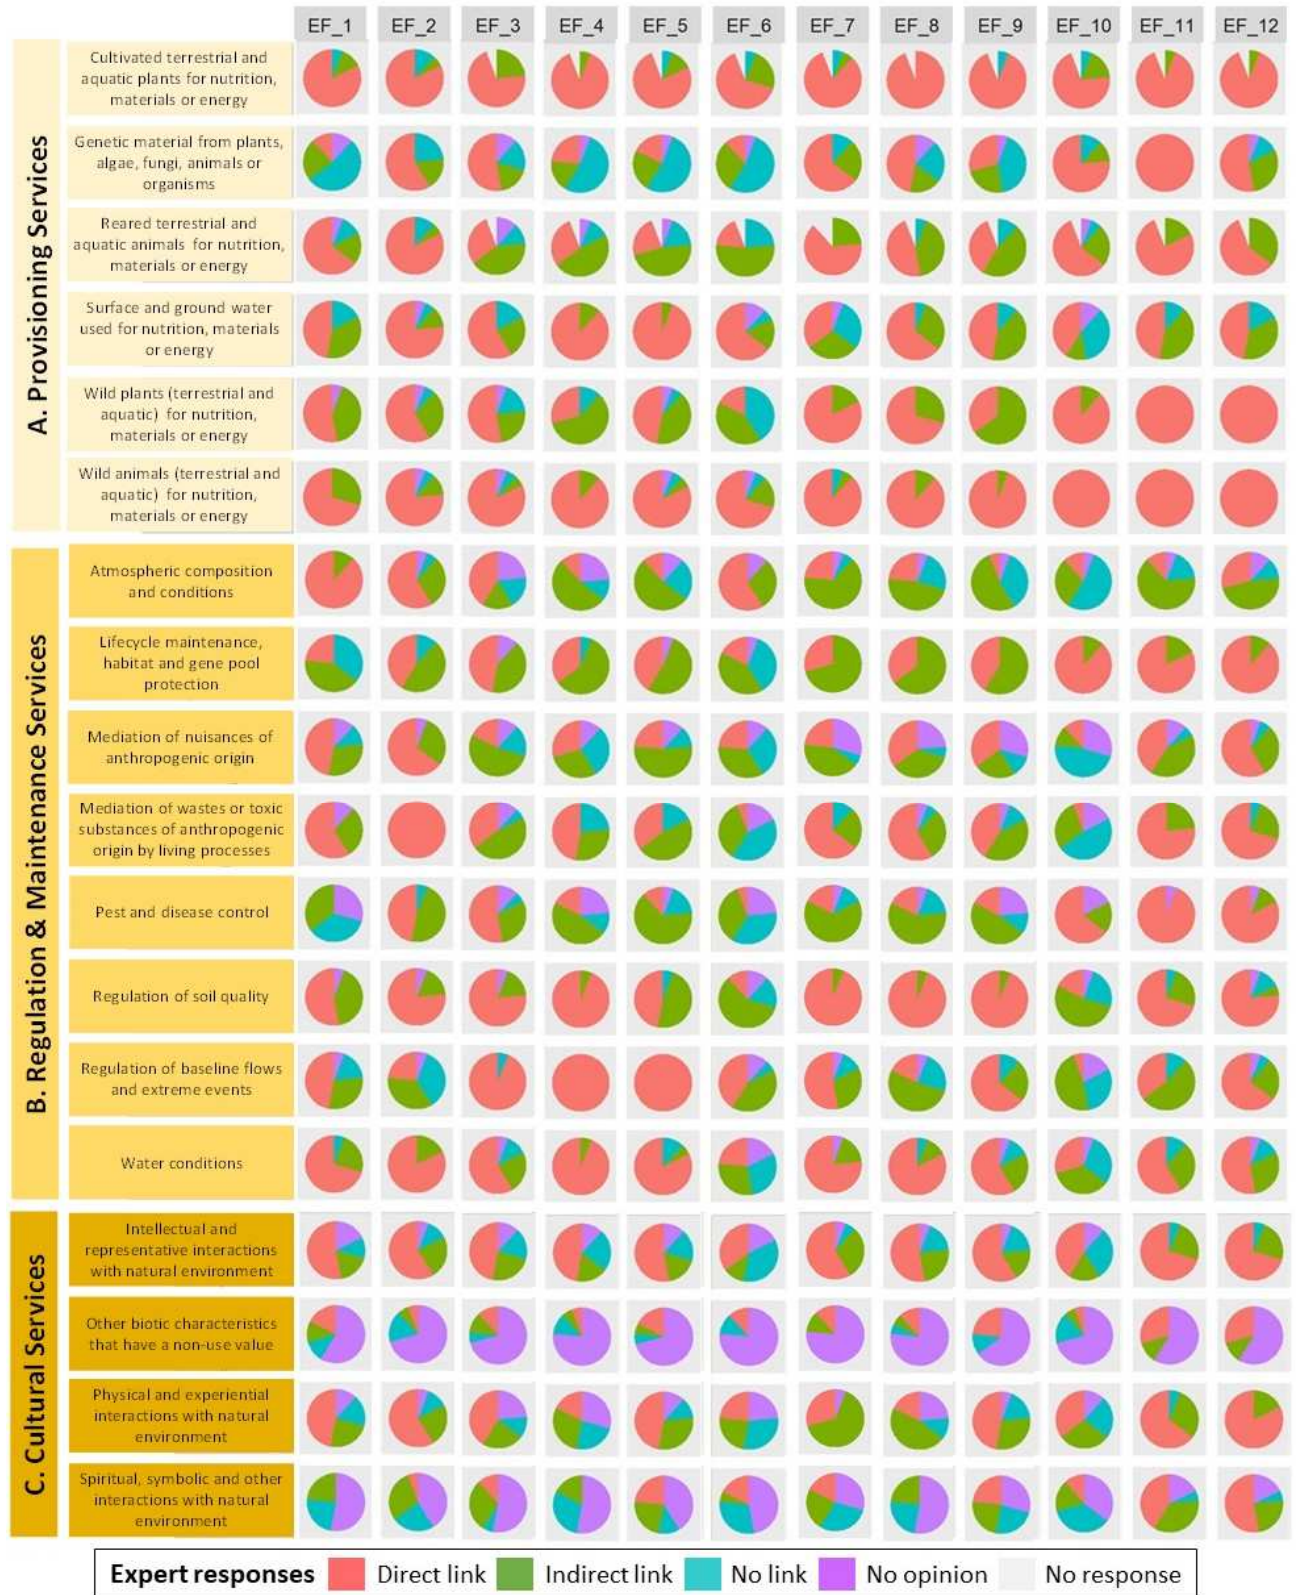 EF_1 EF_2 EF_3 EF_4 EF_5 EF_6 EF_7 EF_8 EF_9 EF_10 EF_11 EF_12
A. Provisioning Services
Cultivated terrestrial and
aquatic plants for nutrition,
materials or energy
Genetic material from plants,
algae, fungi, animals or
organisms
Reared terrestrial and
aquatic animals for nutrition,
materials or energy
Surface and ground water
used for nutrition, materials
or energy
Wild plants (terrestrial and
aquatic) for nutrition,
materials or energy
Wild animals (terrestrial and
aquatic) for nutrition,
materials or energy
B. Regulation & Maintenance Services
Atmospheric composition
and conditions
Lifecycle maintenance,
habitat and gene pool
protection
Mediation of nuisances of
anthropogenic origin
Mediation of wastes or toxic
substances of anthropogenic
origin by living processes
Pest and disease control
Regulation of soil quality
Regulation of baseline flows
and extreme events
Water conditions
C. Cultural Services
Intellectual and
representative interactions
with natural environment
Other biotic characteristics
that have a non-use value
Physical and experiential
interactions with natural
environment
Spiritual, symbolic and other
interactions with natural
environment
Expert responses Direct link Indirect link No link No opinion No response